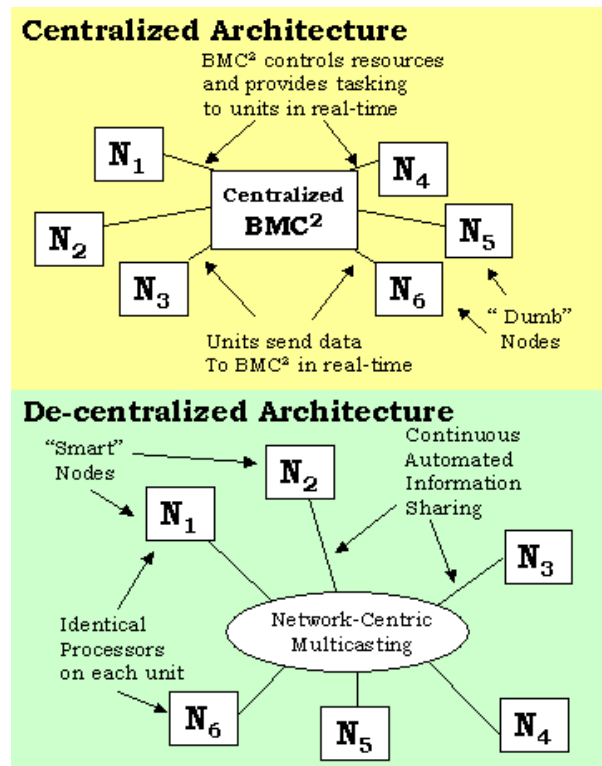 Centralized Architecture
BMC² controls resources
and provides tasking
to units in real-time
N₁
N₄
Centralized
BMC²
N₂
N₅
N₃
N₆
“ Dumb”
Nodes
Units send data
To BMC² in real-time
De-centralized Architecture
“Smart”
Nodes
Continuous
Automated
Information
Sharing
N₂
N₁
N₃
Network-Centric
Multicasting
Identical
Processors
on each unit
N₆
N₅
N₄